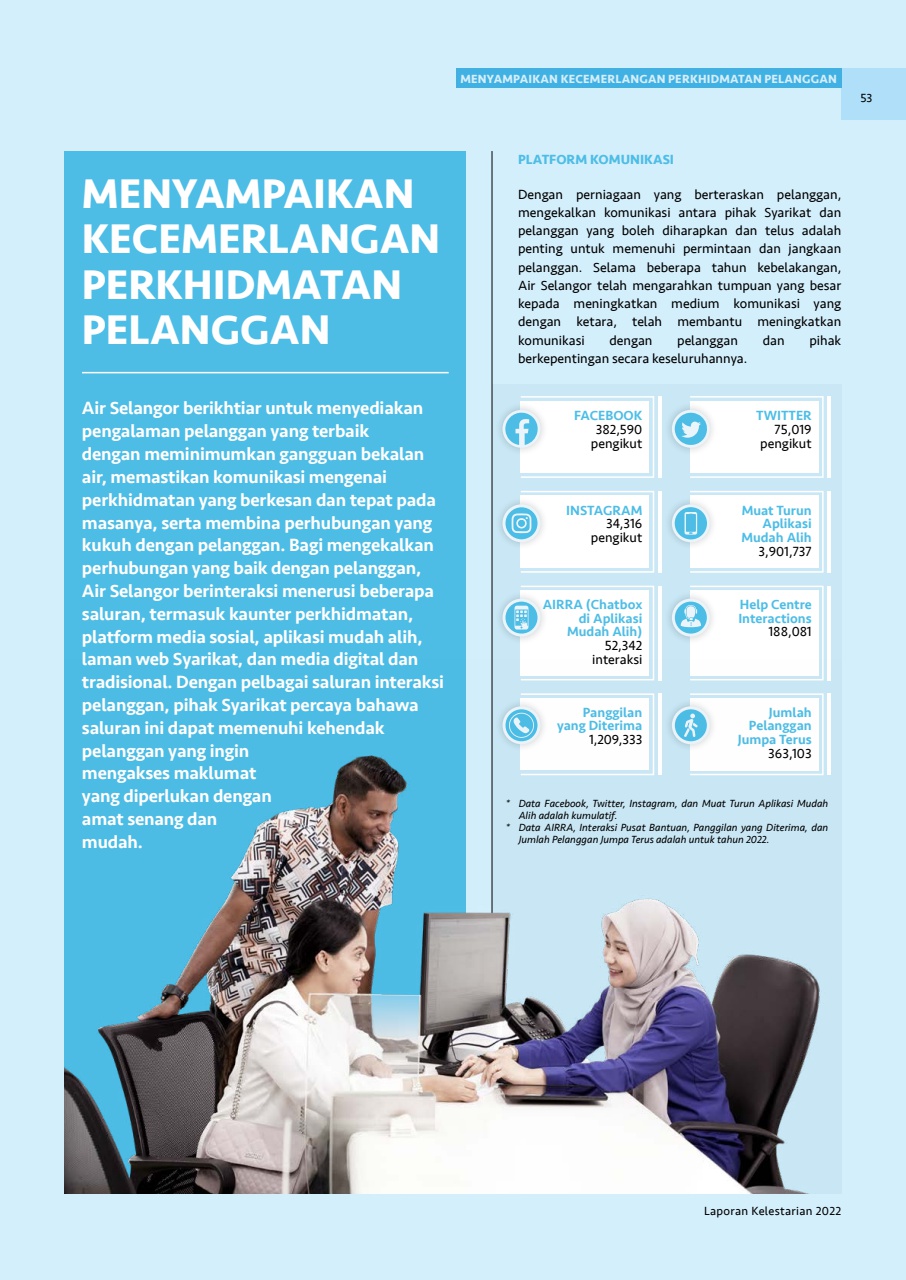 MENYAMPAIKAN KECEMERLANGAN PERKHIDMATAN PELANGGAN
53
MENYAMPAIKAN
KECEMERLANGAN
PERKHIDMATAN
PELANGGAN
Air Selangor berikhtiar untuk menyediakan
pengalaman pelanggan yang terbaik
dengan meminimumkan gangguan bekalan
air, memastikan komunikasi mengenai
perkhidmatan yang berkesan dan tepat pada
masanya, serta membina perhubungan yang
kukuh dengan pelanggan. Bagi mengekalkan
perhubungan yang baik dengan pelanggan,
Air Selangor berinteraksi menerusi beberapa
saluran, termasuk kaunter perkhidmatan,
platform media sosial, aplikasi mudah alih,
laman web Syarikat, dan media digital dan
tradisional. Dengan pelbagai saluran interaksi
pelanggan, pihak Syarikat percaya bahawa
saluran ini dapat memenuhi kehendak
pelanggan yang ingin
mengakses maklumat
yang diperlukan dengan
amat senang dan
mudah.
PLATFORM KOMUNIKASI
Dengan perniagaan yang berteraskan pelanggan,
mengekalkan komunikasi antara pihak Syarikat dan
pelanggan yang boleh diharapkan dan telus adalah
penting untuk memenuhi permintaan dan jangkaan
pelanggan. Selama beberapa tahun kebelakangan,
Air Selangor telah mengarahkan tumpuan yang besar
kepada meningkatkan medium komunikasi yang
dengan ketara, telah membantu meningkatkan
komunikasi dengan pelanggan dan pihak
berkepentingan secara keseluruhannya.
FACEBOOK
382,590
pengikut
TWITTER
75,019
pengikut
INSTAGRAM
34,316
pengikut
Muat Turun
Aplikasi
Mudah Alih
3,901,737
AIRRA (Chatbox
di Aplikasi
Mudah Alih)
52,342
interaksi
Help Centre
Interactions
188,081
Panggilan
yang Diterima
1,209,333
Jumlah
Pelanggan
Jumpa Terus
363,103
* Data Facebook, Twitter, Instagram, dan Muat Turun Aplikasi Mudah
Alih adalah kumulatif.
* Data AIRRA, Interaksi Pusat Bantuan, Panggilan yang Diterima, dan
Jumlah Pelanggan Jumpa Terus adalah untuk tahun 2022.
Laporan Kelestarian 2022